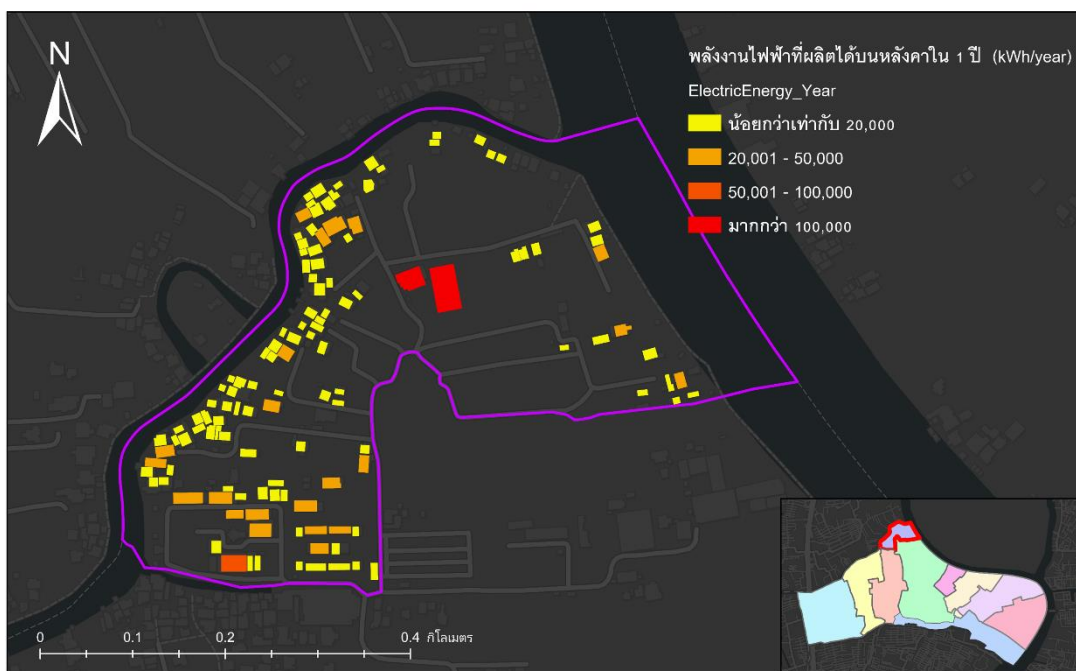 N
พลังงานไฟฟ้าที่ผลิตได้บนหลังคาใน 1 ปี (kWh/year)
ElectricEnergy_Year
น้อยกว่าเท่ากับ 20,000
20,001 - 50,000
50,001 - 100,000
มากกว่า 100,000
0 0.1 0.2 0.4 กิโลเมตร